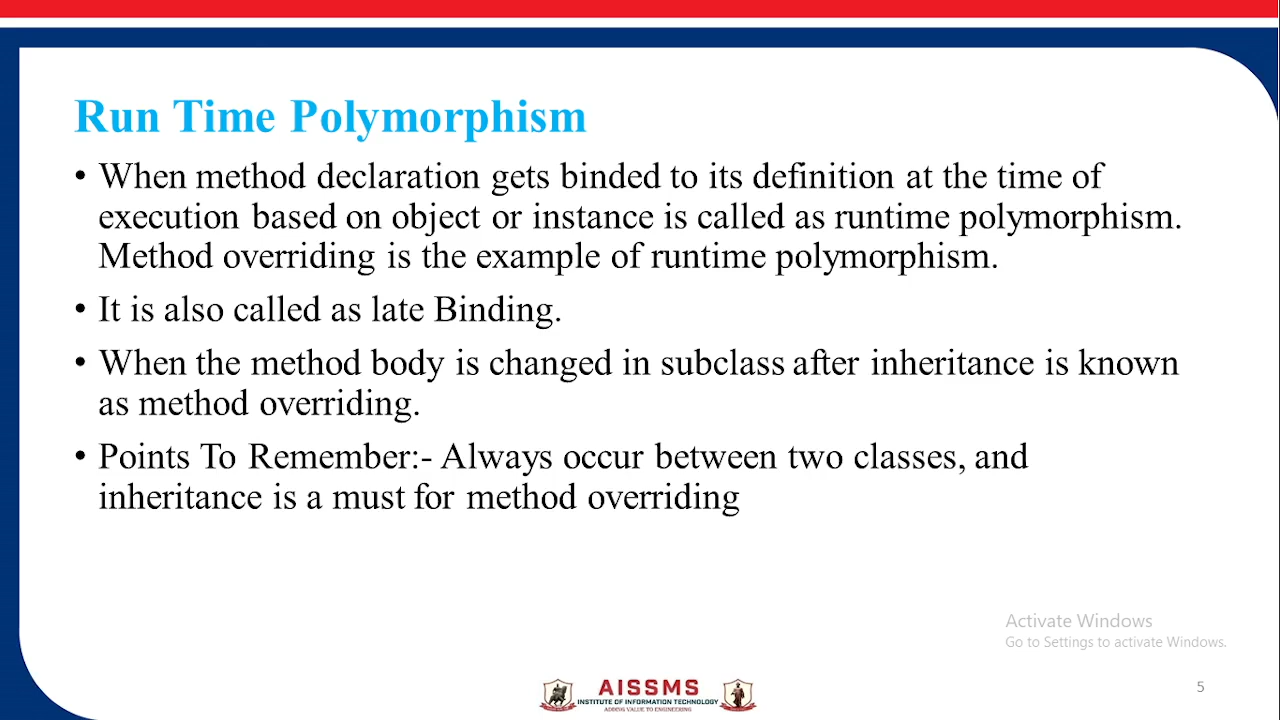 Run Time Polymorphism
• When method declaration gets binded to its definition at the time of
execution based on object or instance is called as runtime polymorphism.
Method overriding is the example of runtime polymorphism.
• It is also called as late Binding.
• When the method body is changed in subclass after inheritance is known
as method overriding.
• Points To Remember:- Always occur between two classes, and
inheritance is a must for method overriding
Activate Windows
Go to Settings to activate Windows.
AISSMS
INSTITUTE OF INFORMATION TECHNOLOGY
ADDING VALUE TO ENGINEERING
5